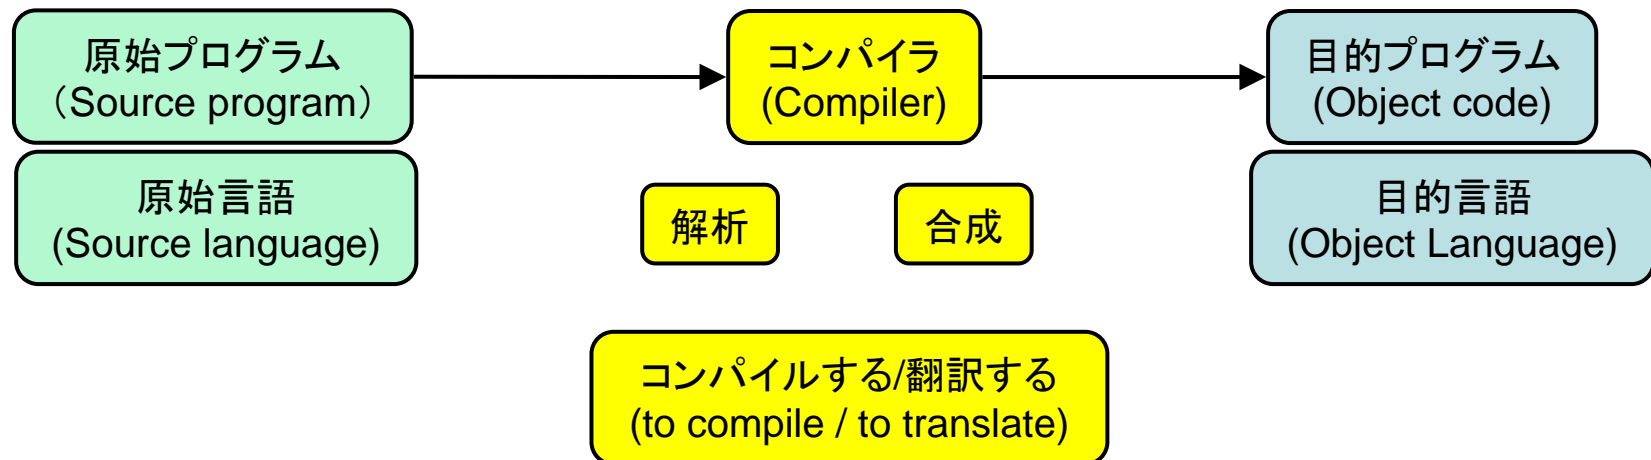 原始プログラム
（Source program）
コンパイラ
(Compiler)
目的プログラム
(Object code)
原始言語
(Source language)
解析
合成
目的言語
(Object Language)
コンパイルする/翻訳する
(to compile / to translate)